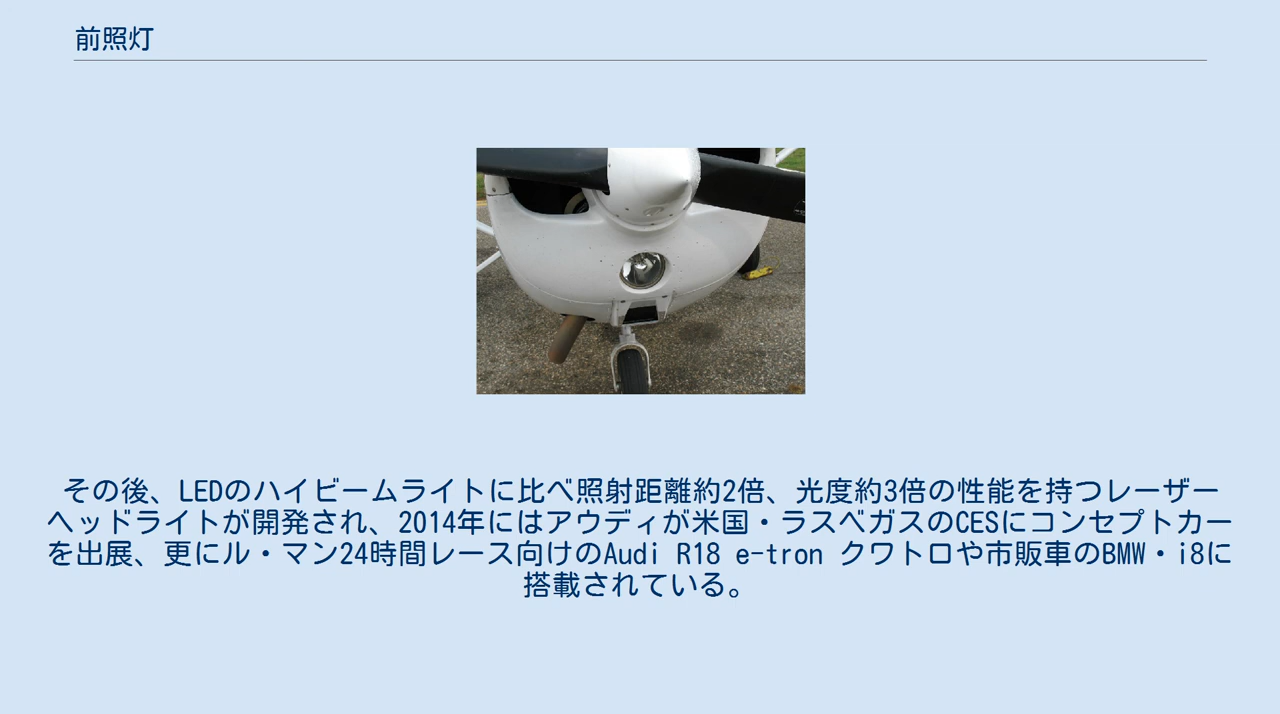 前照灯
その後、LEDのハイビームライトに比べ照射距離約2倍、光度約3倍の性能を持つレーザー
ヘッドライトが開発され、2014年にはアウディが米国・ラスベガスのCESにコンセプトカー
を出展、更にル・マン24時間レース向けのAudi R18 e-tron クワトロや市販車のBMW・i8に
搭載されている。